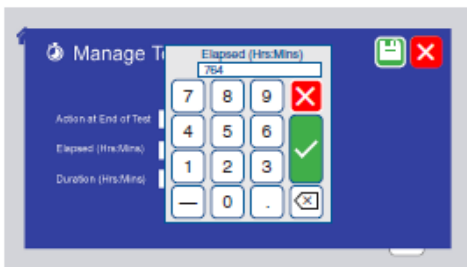 Manage T
Elapsed (Hrs:Mins)
764
7 8 9
Action at End of Test
4 5 6
Elapsed (Hrs:Mins)
1 2 3
Duration (Hrs:Mins)
— 0 .